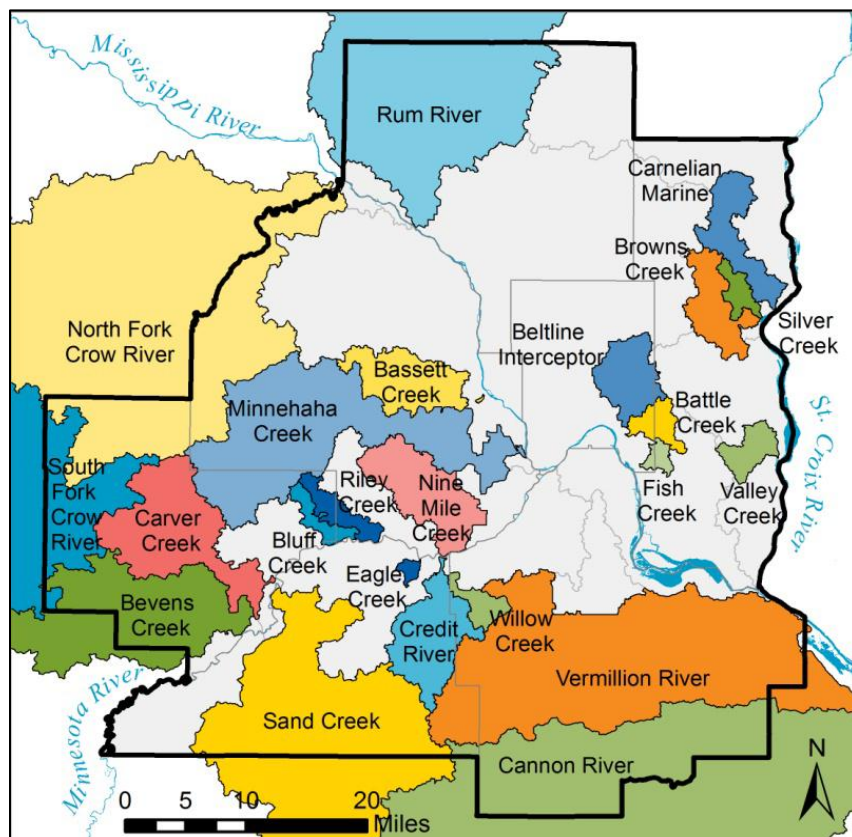 Mississippi River
Rum River
Carnelian
Marine
Browns
Creek
North Fork
Crow River
Silver
Creek
Beltline
Interceptor
Bassett
Creek
Minnehaha
Creek
Battle
Creek
St. Croix River
South
Fork
Crow
River
Riley
Creek
Nine
Mile
Creek
Fish
Creek
Valley
Creek
Carver
Creek
Bluff
Creek
Eagle
Creek
Bevens
Creek
Credit
River
Willow
Creek
Vermillion River
Minnesota River
Sand Creek
Cannon River
N
0 5 10 20
Miles